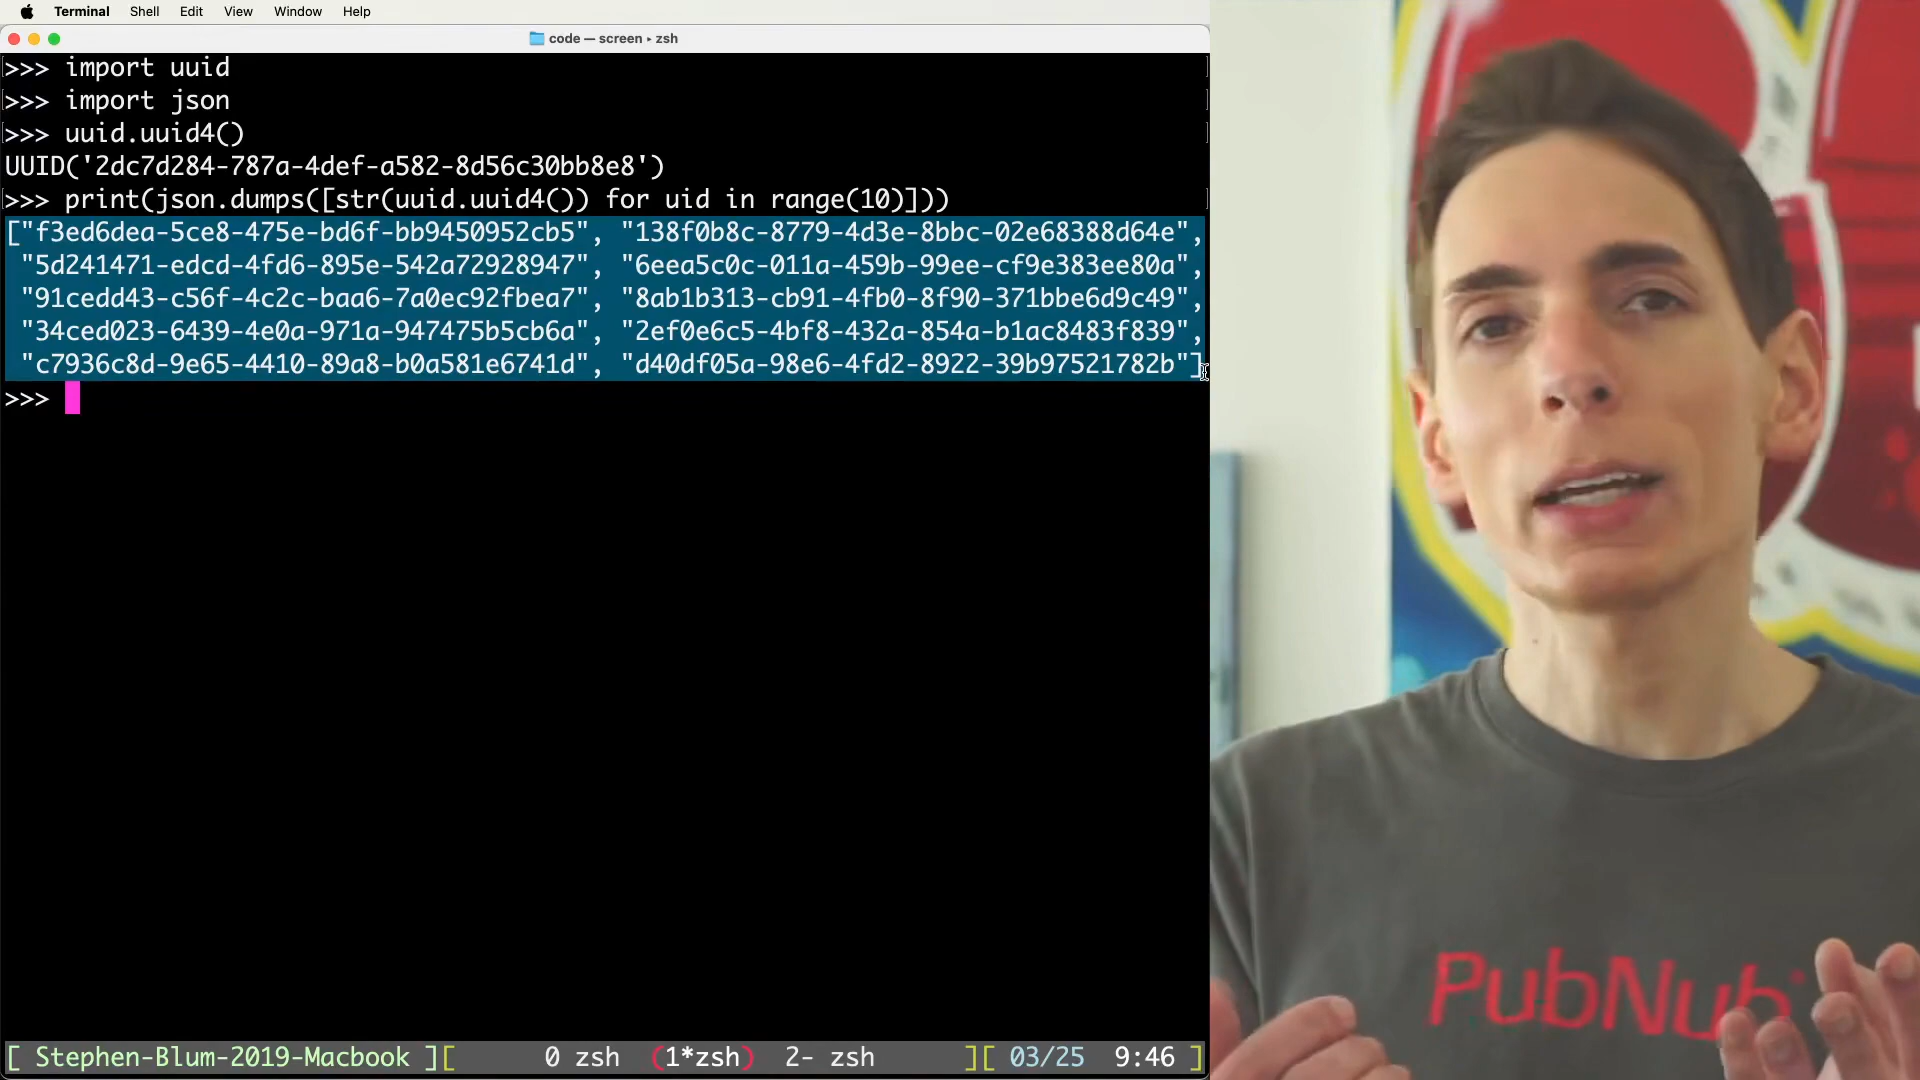 Terminal Shell Edit View Window Help
code — screen ▸ zsh
>>> import uuid
>>> import json
>>> uuid.uuid4()
UUID('2dc7d284-787a-4def-a582-8d56c30bb8e8')
>>> print(json.dumps([str(uuid.uuid4()) for uid in range(10)]))
["f3ed6dea-5ce8-475e-bd6f-bb9450952cb5", "138f0b8c-8779-4d3e-8bbc-02e68388d64e",
"5d241471-edcd-4fd6-895e-542a72928947", "6eea5c0c-011a-459b-99ee-cf9e383ee80a",
"91cedd43-c56f-4c2c-baa6-7a0ec92fbea7", "8ab1b313-cb91-4fb0-8f90-371bbe6d9c49",
"34ced023-6439-4e0a-971a-947475b5cb6a", "2ef0e6c5-4bf8-432a-854a-b1ac8483f839",
"c7936c8d-9e65-4410-89a8-b0a581e6741d", "d40df05a-98e6-4fd2-8922-39b97521782b"]
>>>
[ Stephen-Blum-2019-Macbook ][ 0 zsh (1*zsh) 2- zsh ][ 03/25 9:46 ]
PubNub